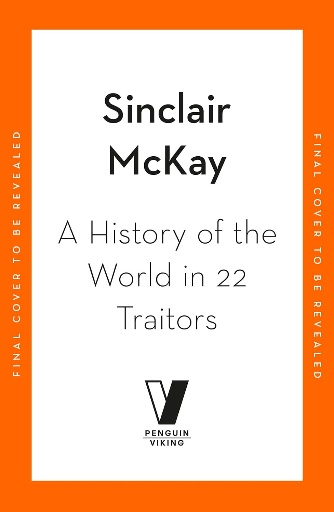 Sinclair
McKay
A History of the
World in 22
Traitors
FINAL COVER TO BE REVEALED
FINAL COVER TO BE REVEALED
PENGUIN
VIKING